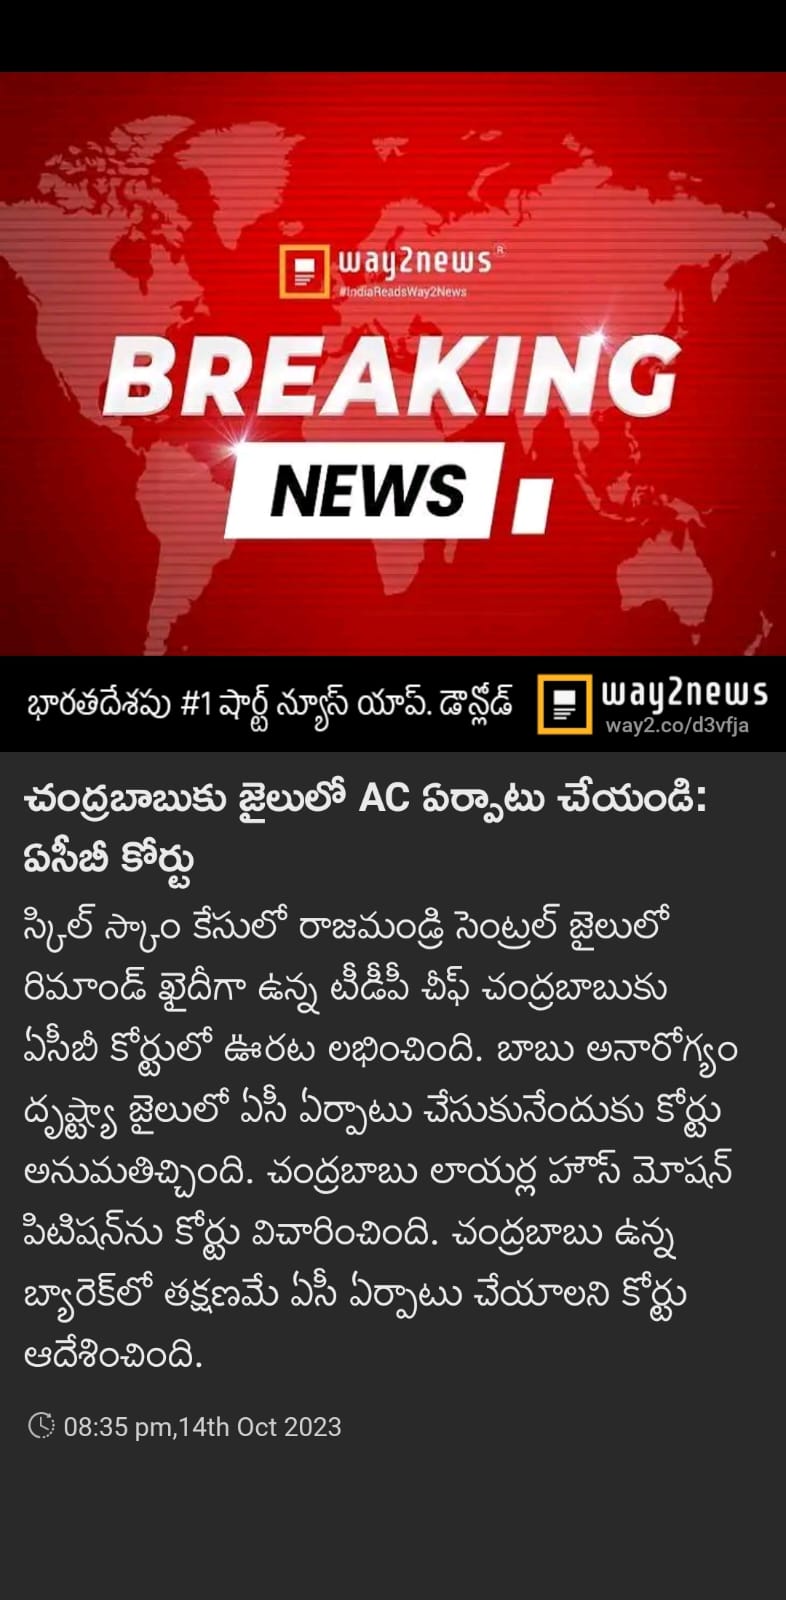 way2news®
#IndiaReadsWay2News
BREAKING
NEWS
భారతదేశపు #1 షార్ట్ న్యూస్ యాప్. డౌన్లోడ్
way2news
way2.co/d3vfja
చంద్రబాబుకు జైలులో AC ఏర్పాటు చేయండి:
ఏసీబీ కోర్టు
స్కిల్ స్కాం కేసులో రాజమండ్రి సెంట్రల్ జైలులో
రిమాండ్ ఖైదీగా ఉన్న టీడీపీ చీఫ్ చంద్రబాబుకు
ఏసీబీ కోర్టులో ఊరట లభించింది. బాబు అనారోగ్యం
దృష్ట్యా జైలులో ఏసీ ఏర్పాటు చేసుకునేందుకు కోర్టు
అనుమతిచ్చింది. చంద్రబాబు లాయర్ల హౌస్ మోషన్
పిటిషన్‌ను కోర్టు విచారించింది. చంద్రబాబు ఉన్న
బ్యారెక్‌లో తక్షణమే ఏసీ ఏర్పాటు చేయాలని కోర్టు
ఆదేశించింది.
08:35 pm,14th Oct 2023